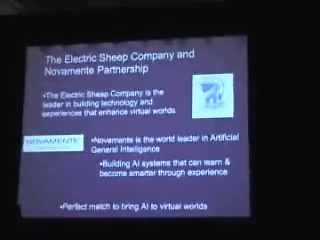 The Electric Sheep Company and
Novamente Partnership
•The Electric Sheep Company is the
leader in building technology and
experiences that enhance virtual worlds
NOVAMENTE
•Novamente is the world leader in Artificial
General Intelligence
•Building AI systems that can learn &
become smarter through experience
•Perfect match to bring AI to virtual worlds